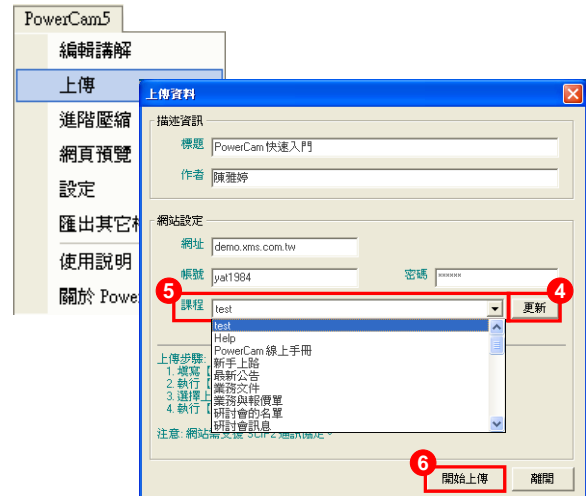 PowerCam5
編輯講解
上傳
進階壓縮
網頁預覽
設定
匯出其它
使用說明
關於 Power
上傳資料
描述資訊
標題 PowerCam 快速入門
作者 陳雅婷
網站設定
網址 demo.xms.com.tw
帳號 yat1984 密碼 ******
5 4
課程 test 更新
test
Help
PowerCam 線上手冊
新手上路
最新公告
業務文件
業務與報價單
研討會的名單
研討會訊息
上傳步驟:
1. 填寫【
2. 執行【
3. 選擇上
4. 執行【
注意: 網站需支援 SCIP2 通訊協定。
6
開始上傳 離開